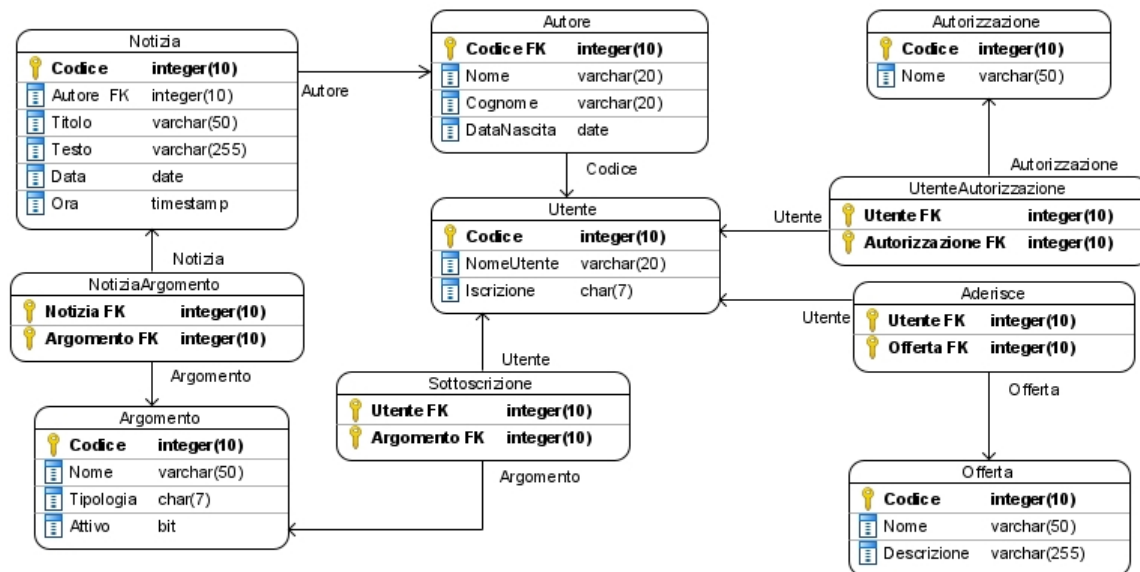 Notizia
Codice integer(10)
Autore FK integer(10)
Titolo varchar(50)
Testo varchar(255)
Data date
Ora timestamp
Autore
Autore
Codice FK integer(10)
Nome varchar(20)
Cognome varchar(20)
DataNascita date
Codice
Autorizzazione
Codice integer(10)
Nome varchar(50)
Autorizzazione
UtenteAutorizzazione
Utente FK integer(10)
Autorizzazione FK integer(10)
Utente
Utente
Codice integer(10)
NomeUtente varchar(20)
Iscrizione char(7)
Notizia
NotiziaArgomento
Notizia FK integer(10)
Argomento FK integer(10)
Argomento
Aderisce
Utente FK integer(10)
Offerta FK integer(10)
Utente
Offerta
Utente
Sottoscrizione
Utente FK integer(10)
Argomento FK integer(10)
Argomento
Argomento
Codice integer(10)
Nome varchar(50)
Tipologia char(7)
Attivo bit
Offerta
Codice integer(10)
Nome varchar(50)
Descrizione varchar(255)